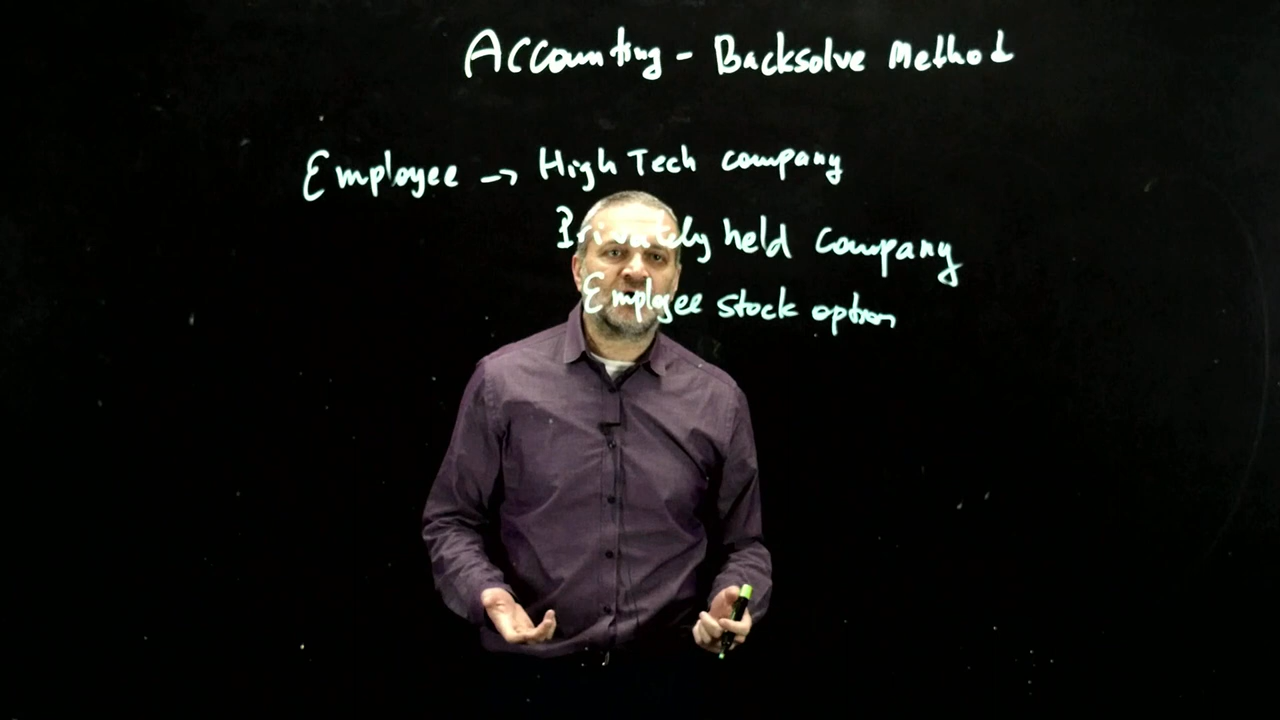 Accounting - Backsolve Method
Employee → High Tech company
Privately held company
Employee stock option